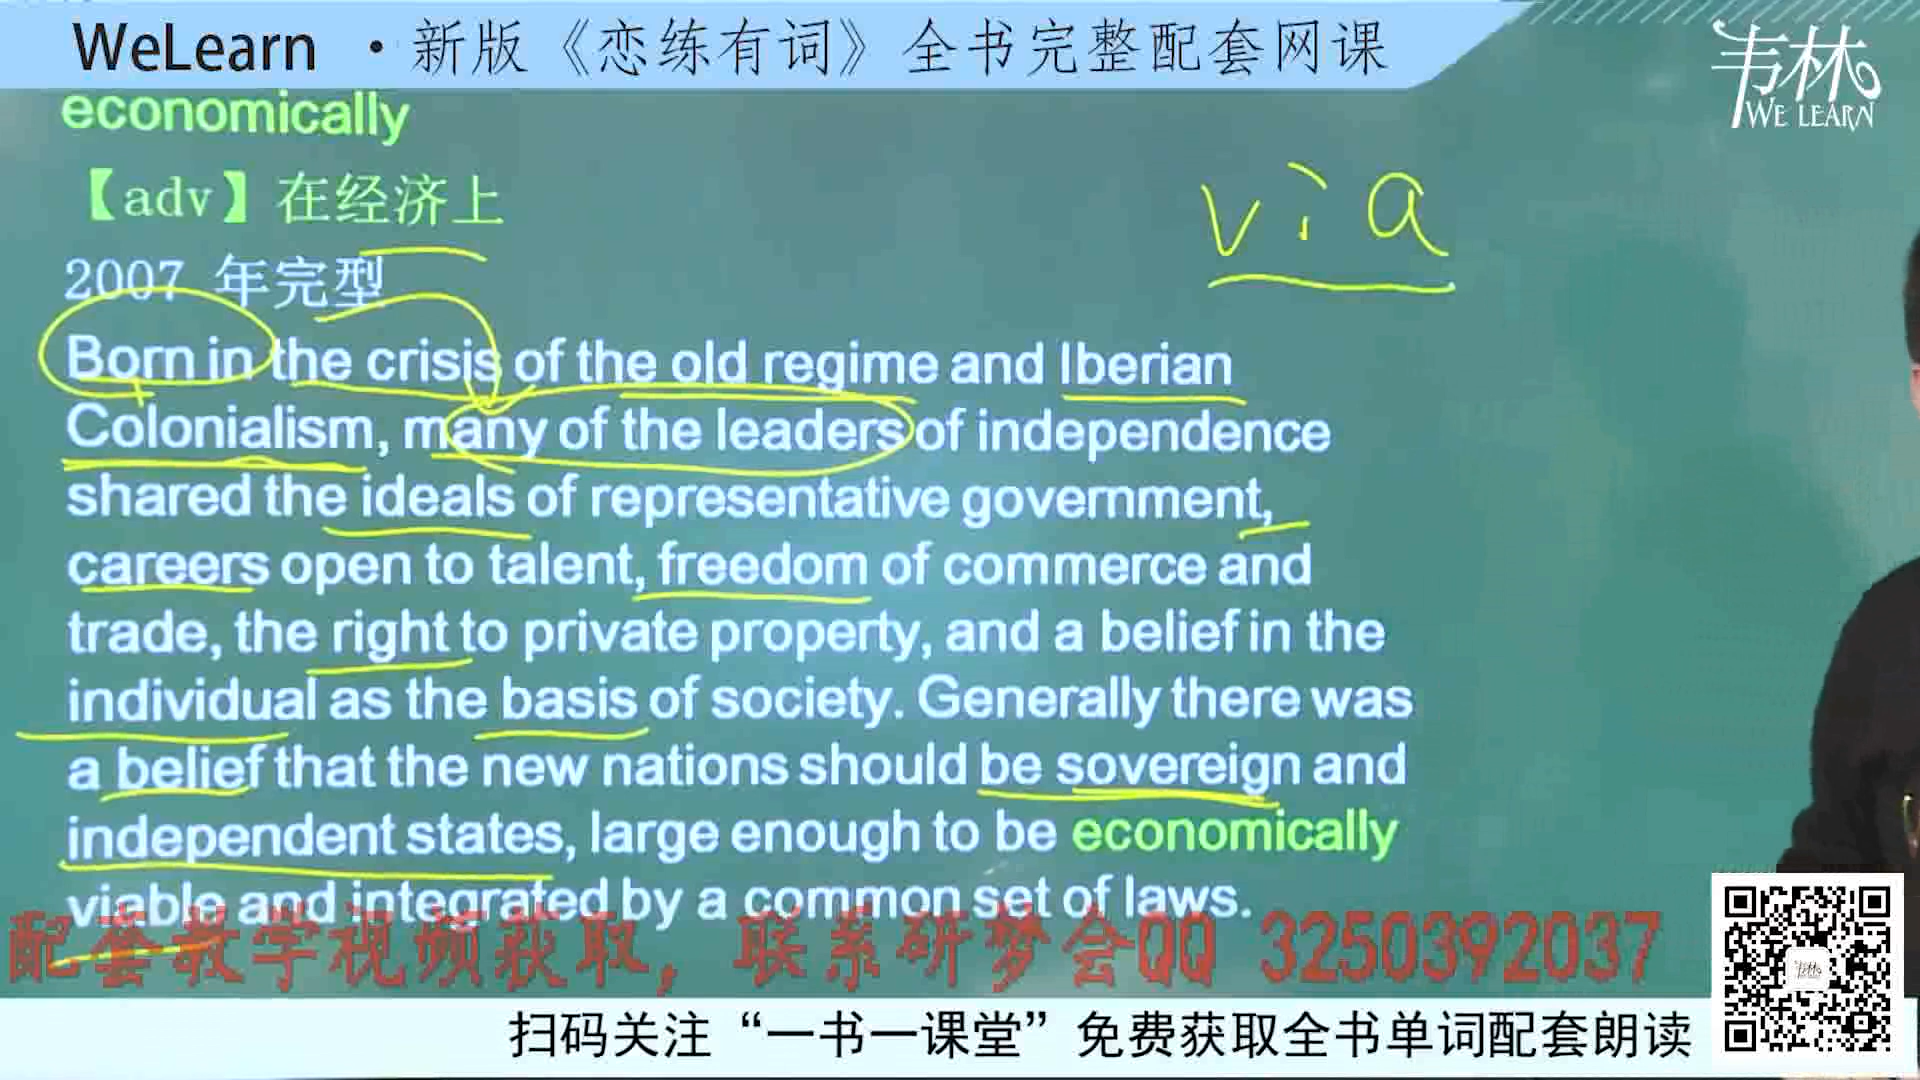 WeLearn ·新版《恋练有词》全书完整配套网课
韦林
WE LEARN
economically
【adv】在经济上
via
2007 年完型
Born in the crisis of the old regime and Iberian
Colonialism, many of the leaders of independence
shared the ideals of representative government,
careers open to talent, freedom of commerce and
trade, the right to private property, and a belief in the
individual as the basis of society. Generally there was
a belief that the new nations should be sovereign and
independent states, large enough to be economically
viable and integrated by a common set of laws.
配套教学视频获取，联系研梦会QQ 3250392037
扫码关注“一书一课堂”免费获取全书单词配套朗读